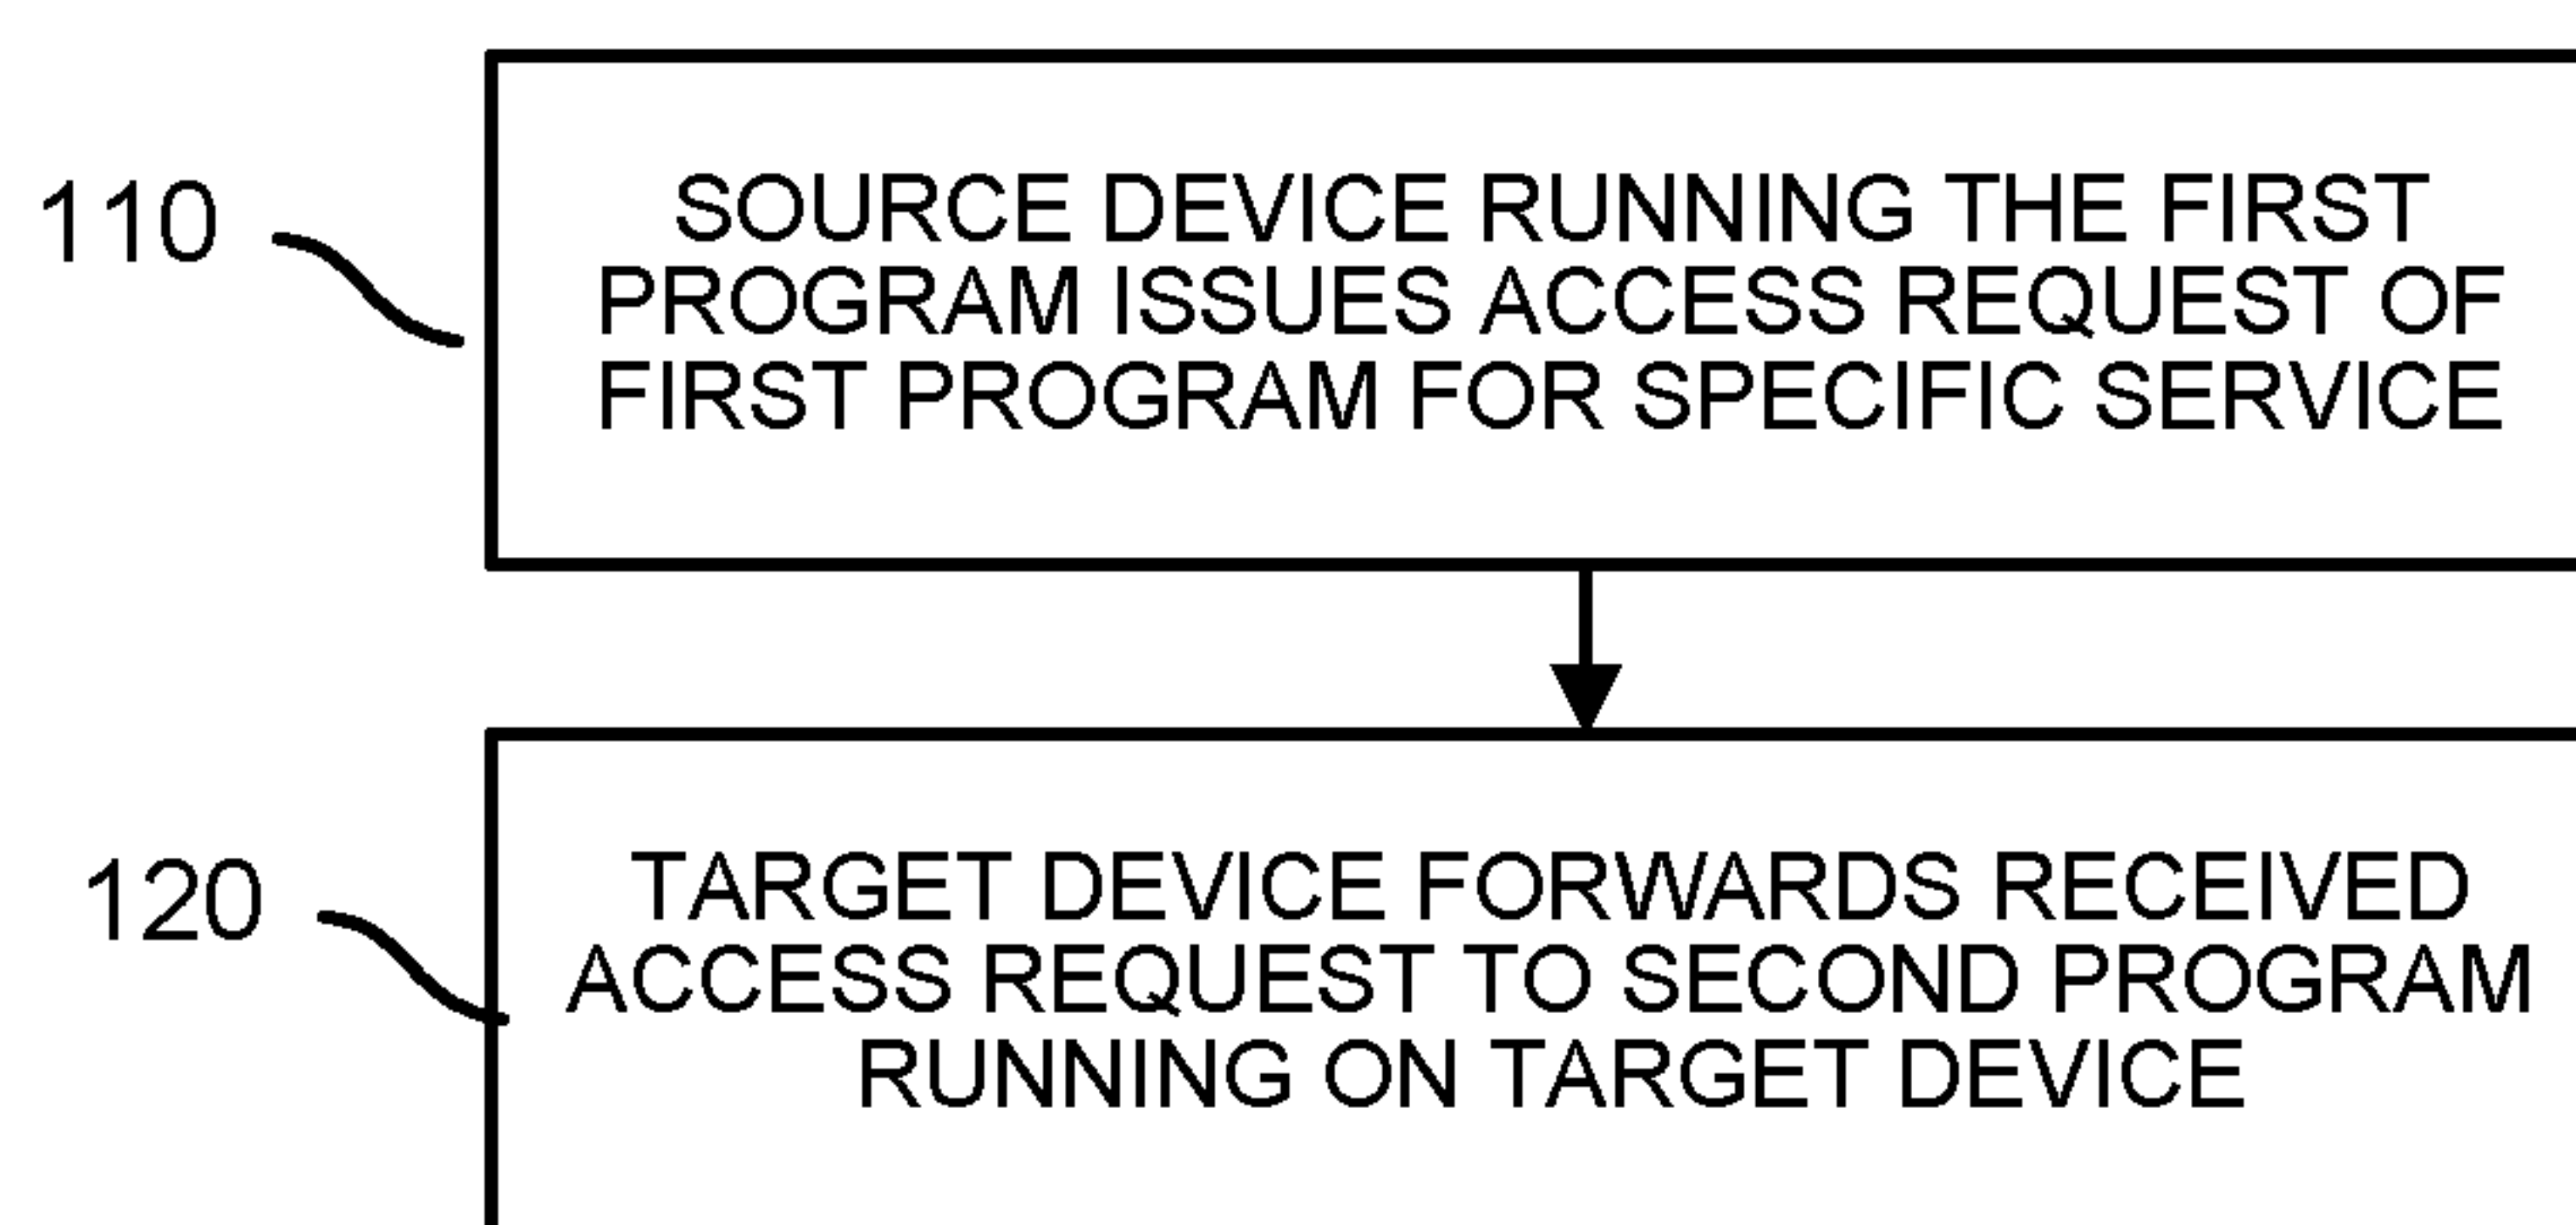 110
SOURCE DEVICE RUNNING THE FIRST
PROGRAM ISSUES ACCESS REQUEST OF
FIRST PROGRAM FOR SPECIFIC SERVICE
120
TARGET DEVICE FORWARDS RECEIVED
ACCESS REQUEST TO SECOND PROGRAM
RUNNING ON TARGET DEVICE